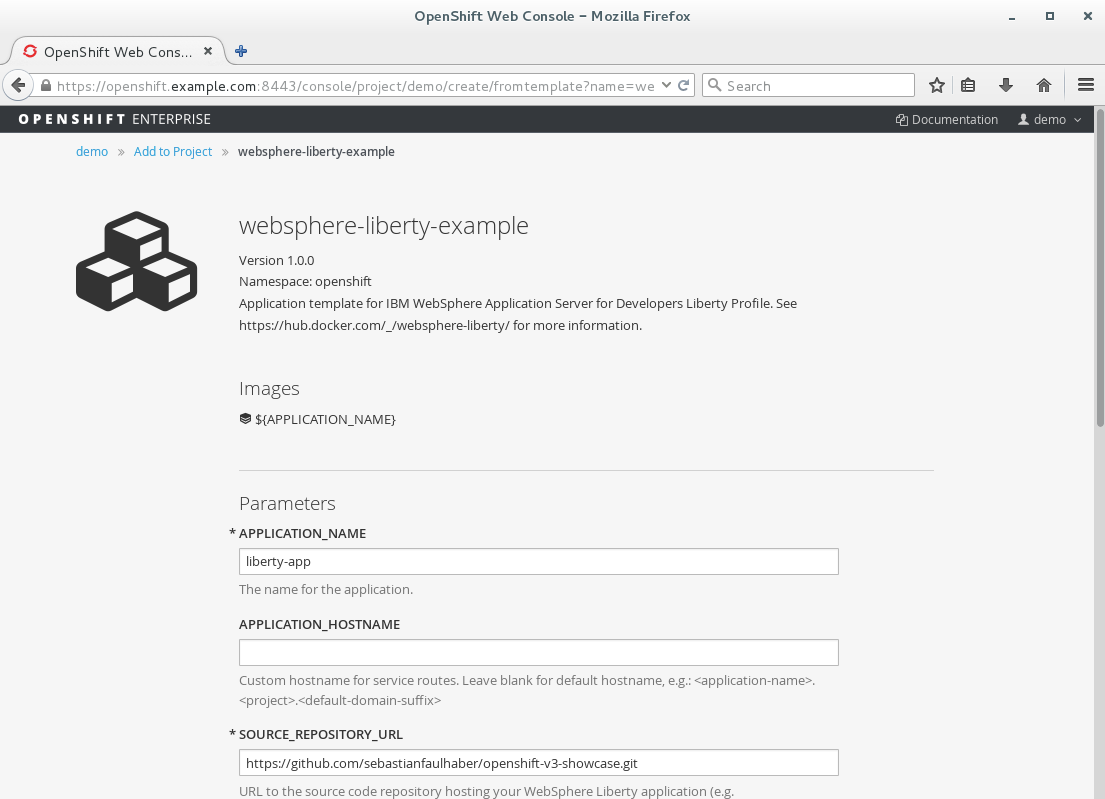 OpenShift Web Console – Mozilla Firefox
OpenShift Web Cons...
https://openshift.example.com:8443/console/project/demo/create/fromtemplate?name=we
Search
OPENSHIFT ENTERPRISE
Documentation
demo
demo » Add to Project » websphere-liberty-example
websphere-liberty-example
Version 1.0.0
Namespace: openshift
Application template for IBM WebSphere Application Server for Developers Liberty Profile. See
https://hub.docker.com/_/websphere-liberty/ for more information.
Images
${APPLICATION_NAME}
Parameters
* APPLICATION_NAME
liberty-app
The name for the application.
APPLICATION_HOSTNAME
Custom hostname for service routes. Leave blank for default hostname, e.g.: <application-name>.
<project>.<default-domain-suffix>
* SOURCE_REPOSITORY_URL
https://github.com/sebastianfaulhaber/openshift-v3-showcase.git
URL to the source code repository hosting your WebSphere Liberty application (e.g.